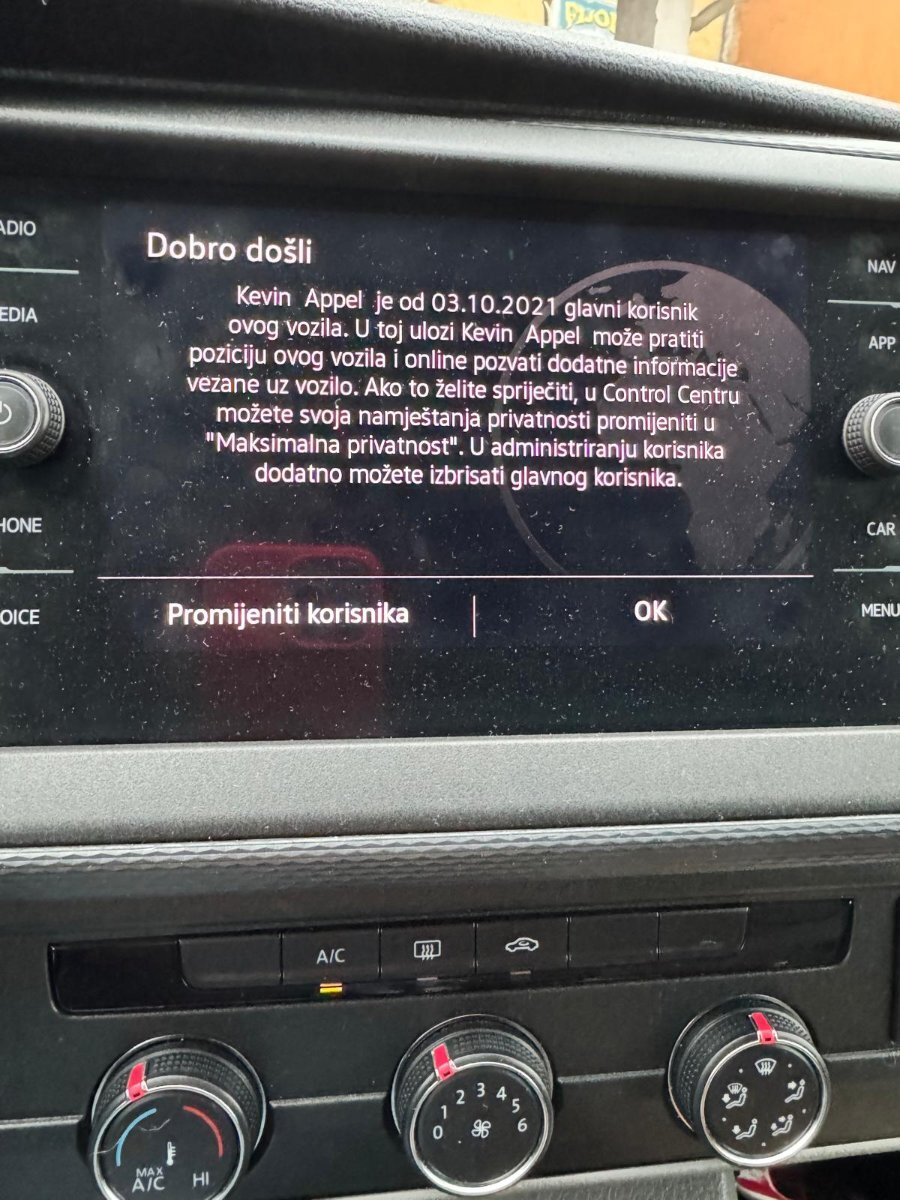 Dobro došli
Kevin Appel je od 03.10.2021 glavni korisnik
ovog vozila. U toj ulozi Kevin Appel može pratiti
poziciju ovog vozila i online pozvati dodatne informacije
vezane uz vozilo. Ako to želite spriječiti, u Control Centru
možete svoja namještanja privatnosti promijeniti u
"Maksimalna privatnost". U administriranju korisnika
dodatno možete izbrisati glavnog korisnika.
Promijeniti korisnika
OK
ADIO
EDIA
HONE
OICE
NAV
APP
CAR
MENU
A/C
MAX
A/C
HI
0 1 2 3 4 5 6